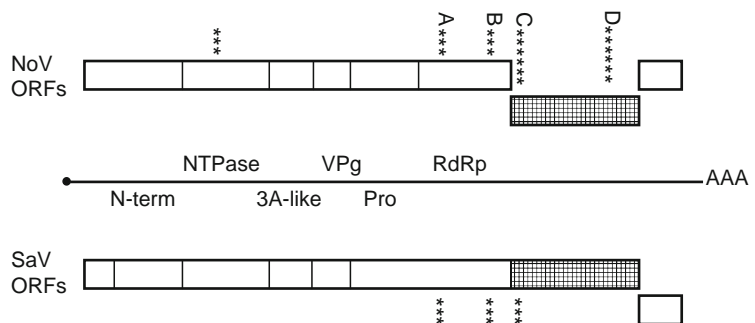 A*** B*** C****** D******
***
NoV
ORFs
NTPase VPg RdRp
AAA
N-term 3A-like Pro
SaV
ORFs
*** *** ***